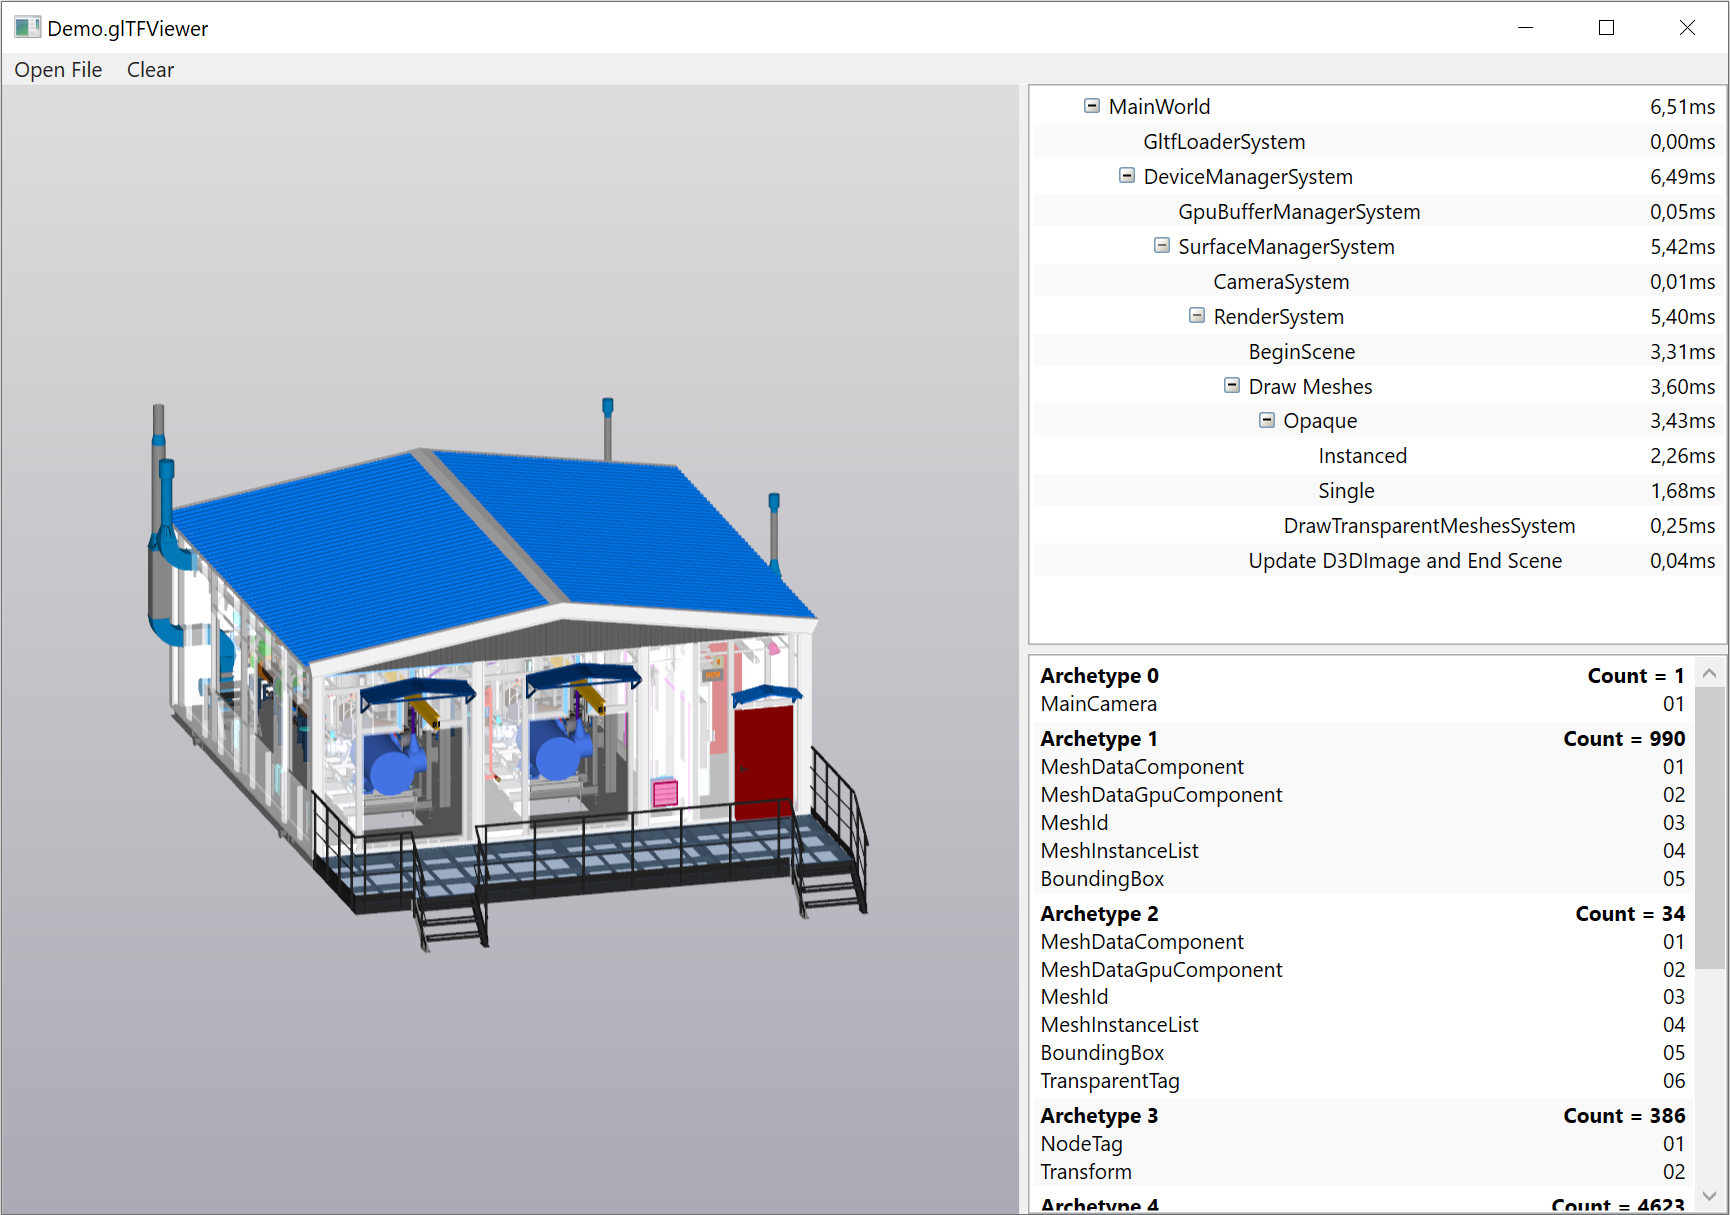 Demo.glTFViewer
Open File Clear
MainWorld 6,51ms
GltfLoaderSystem 0,00ms
DeviceManagerSystem 6,49ms
GpuBufferManagerSystem 0,05ms
SurfaceManagerSystem 5,42ms
CameraSystem 0,01ms
RenderSystem 5,40ms
BeginScene 3,31ms
Draw Meshes 3,60ms
Opaque 3,43ms
Instanced 2,26ms
Single 1,68ms
DrawTransparentMeshesSystem 0,25ms
Update D3DImage and End Scene 0,04ms
Archetype 0 Count = 1
MainCamera 01
Archetype 1 Count = 990
MeshDataComponent 01
MeshDataGpuComponent 02
MeshId 03
MeshInstanceList 04
BoundingBox 05
Archetype 2 Count = 34
MeshDataComponent 01
MeshDataGpuComponent 02
MeshId 03
MeshInstanceList 04
BoundingBox 05
TransparentTag 06
Archetype 3 Count = 386
NodeTag 01
Transform 02
Archetype 4 Count = 4623